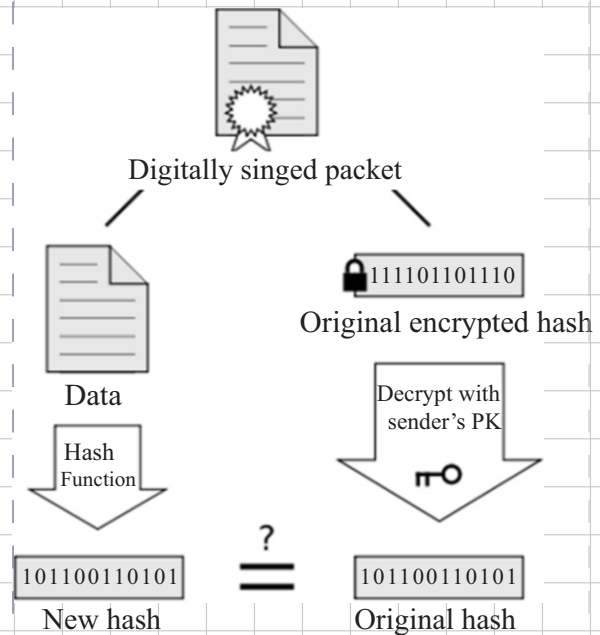 Digitally singed packet
111101101110
Original encrypted hash
Data
Decrypt with
sender's PK
Hash
Function
?
101100110101
101100110101
New hash
Original hash